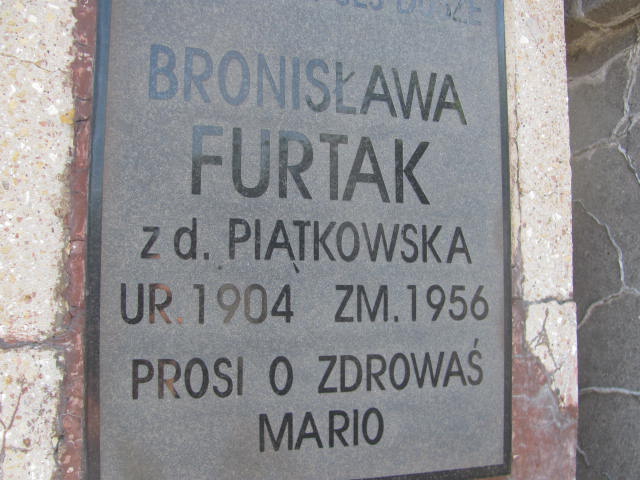 BRONISŁAWA
FURTAK
z d. PIĄTKOWSKA
UR. 1904 ZM. 1956
PROSI O ZDROWAŚ
MARIO